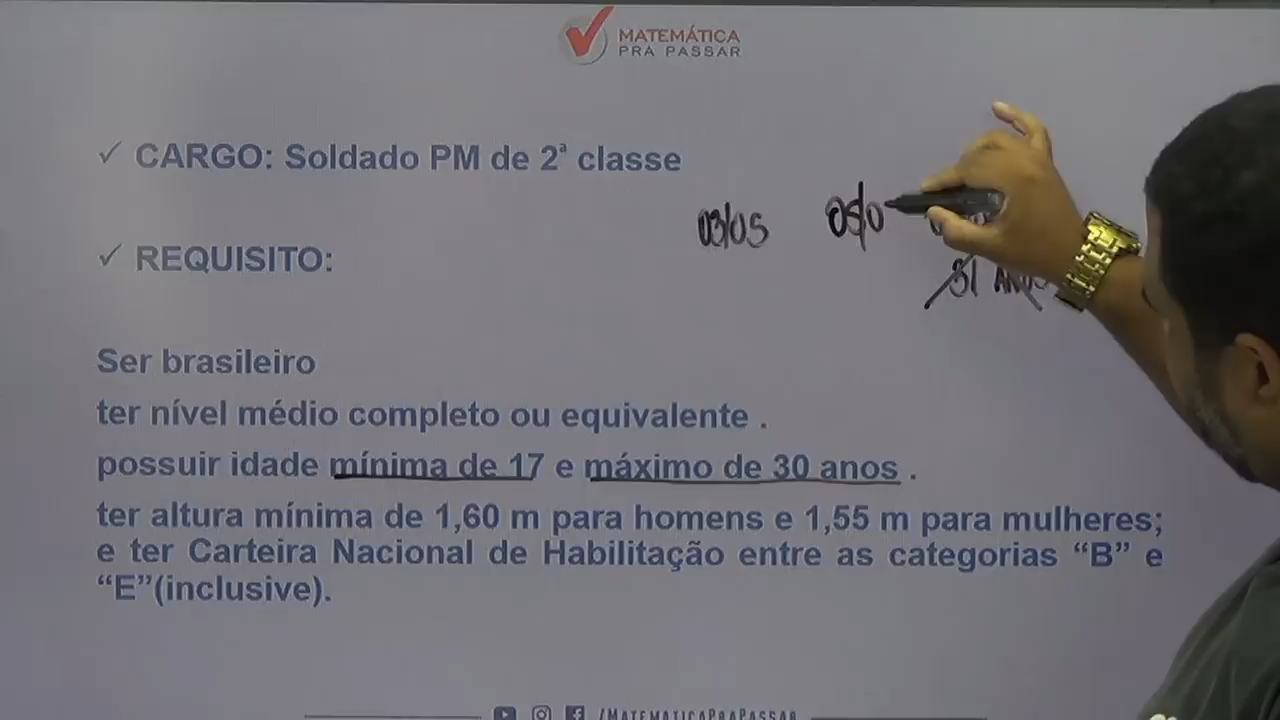 MATEMÁTICA
PRA PASSAR
✓ CARGO: Soldado PM de 2ª classe
03/05 05/0
✓ REQUISITO:
31 ANOS
Ser brasileiro
ter nível médio completo ou equivalente .
possuir idade mínima de 17 e máximo de 30 anos .
ter altura mínima de 1,60 m para homens e 1,55 m para mulheres;
e ter Carteira Nacional de Habilitação entre as categorias “B” e
“E”(inclusive).
/MATEMATICAPRAPASSAR